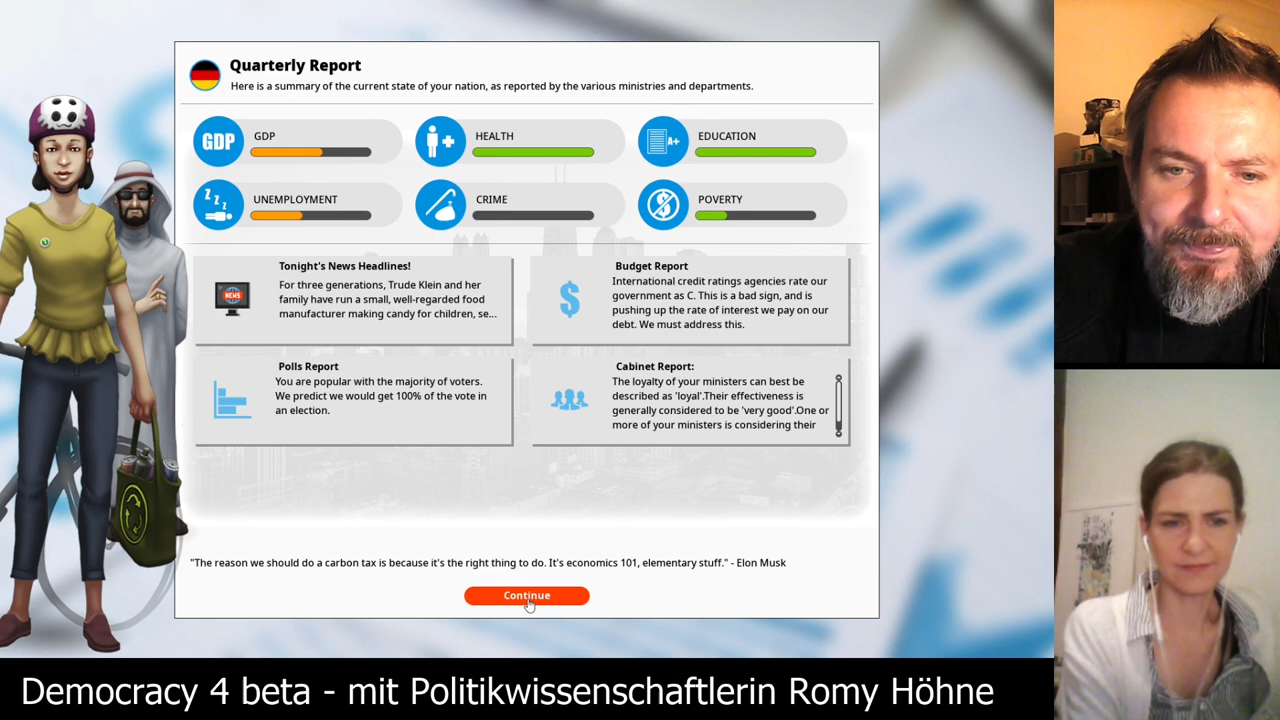 Quarterly Report
Here is a summary of the current state of your nation, as reported by the various ministries and departments.
GDP
GDP
HEALTH
A+
EDUCATION
Z Z Z
UNEMPLOYMENT
CRIME
POVERTY
Tonight's News Headlines!
NEWS
For three generations, Trude Klein and her
family have run a small, well-regarded food
manufacturer making candy for children, se...
Budget Report
$
International credit ratings agencies rate our
government as C. This is a bad sign, and is
pushing up the rate of interest we pay on our
debt. We must address this.
Polls Report
You are popular with the majority of voters.
We predict we would get 100% of the vote in
an election.
Cabinet Report:
The loyalty of your ministers can best be
described as 'loyal'.Their effectiveness is
generally considered to be 'very good'.One or
more of your ministers is considering their
"The reason we should do a carbon tax is because it's the right thing to do. It's economics 101, elementary stuff." - Elon Musk
Continue
Democracy 4 beta - mit Politikwissenschaftlerin Romy Höhne